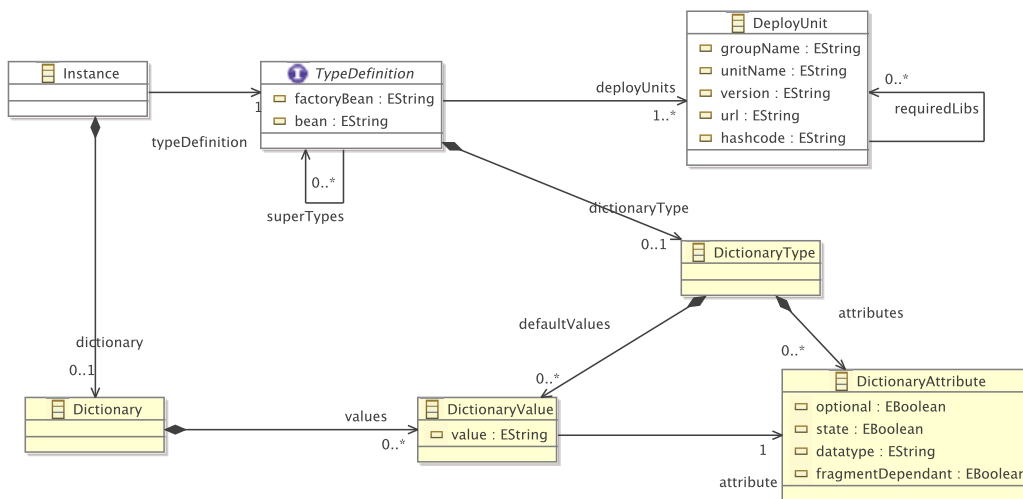 DeployUnit
groupName : EString
unitName : EString
version : EString
url : EString
hashcode : EString
0..*
requiredLibs
Instance
TypeDefinition
factoryBean : EString
bean : EString
deployUnits
1..*
1
typeDefinition
0..*
superTypes
dictionaryType
0..1
DictionaryType
defaultValues
attributes
0..*
0..*
dictionary
0..1
Dictionary
values
0..*
DictionaryValue
value : EString
1
attribute
DictionaryAttribute
optional : EBoolean
state : EBoolean
datatype : EString
fragmentDependant : EBoolean